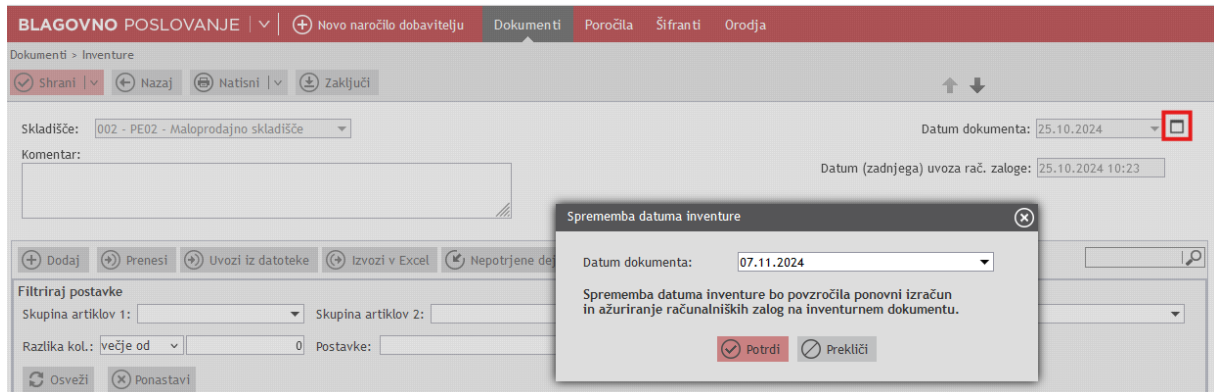 BLAGOVNO POSLOVANJE Novo naročilo dobavitelju Dokumenti Poročila Šifranti Orodja
Dokumenti > Inventure
Shrani Nazaj Natisni Zaključi
Skladišče: 002 - PE02 - Maloprodajno skladišče Datum dokumenta: 25.10.2024
Komentar:
Datum (zadnjega) uvoza rač. zaloge: 25.10.2024 10:23
Sprememba datuma inventure
Datum dokumenta: 07.11.2024
Sprememba datuma inventure bo povzročila ponovni izračun
in ažuriranje računalniških zalog na inventurnem dokumentu.
Potrdi Prekliči
Dodaj Prenesi Uvozi iz datoteke Izvozi v Excel Nepotrjene dej
Filtriraj postavke
Skupina artiklov 1: Skupina artiklov 2:
Razlika kol.: večje od 0 Postavke:
Osveži Ponastavi